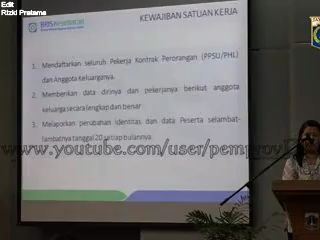 Edit
Rizki Pratama
BPJS Kesehatan
KEWAJIBAN SATUAN KERJA
1. Mendaftarkan seluruh Pekerja Kontrak Perorangan (PPSU/PHL)
dan Anggota Keluarganya.
2. Memberikan data dirinya dan pekerjanya berikut anggota
keluarga secara lengkap dan benar
3. Melaporkan perubahan identitas dan data Peserta selambat-
lambatnya tanggal 20 setiap bulannya.
www.youtube.com/user/pemprov